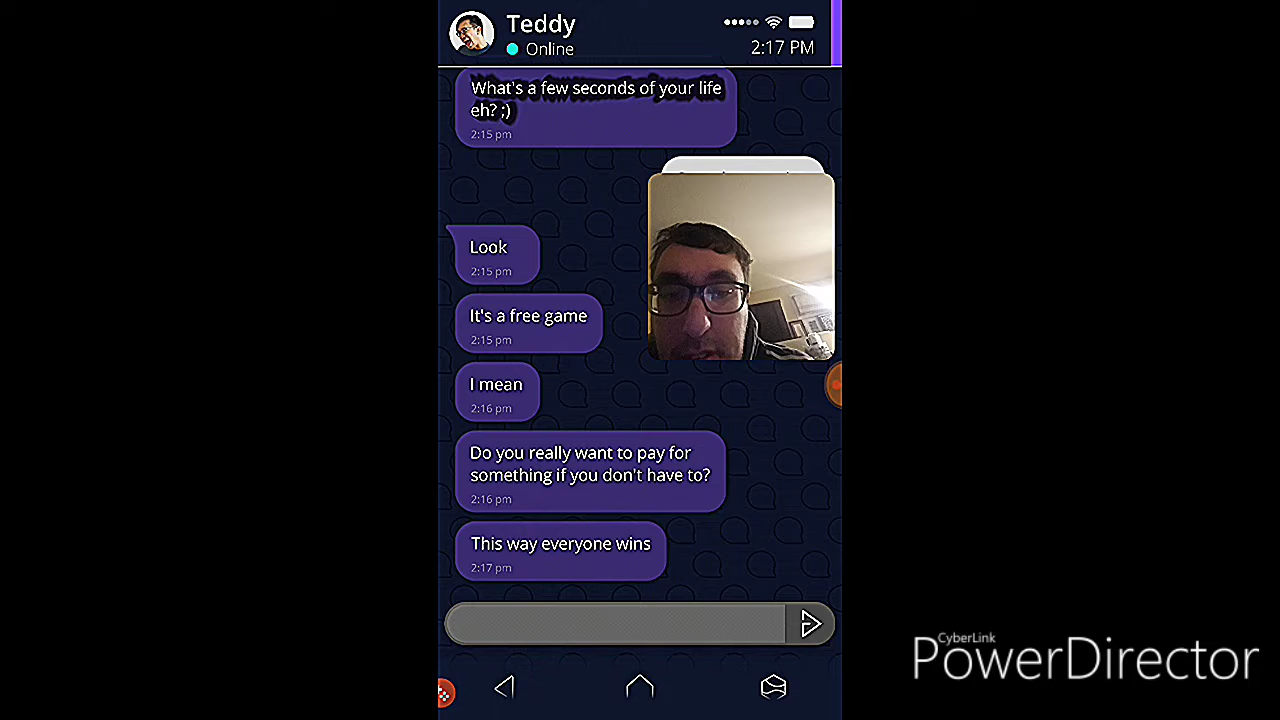 Teddy
Online
2:17 PM
What's a few seconds of your life
eh? ;)
2:15 pm
Look
2:15 pm
It's a free game
2:15 pm
I mean
2:16 pm
Do you really want to pay for
something if you don't have to?
2:16 pm
This way everyone wins
2:17 pm
CyberLink
PowerDirector